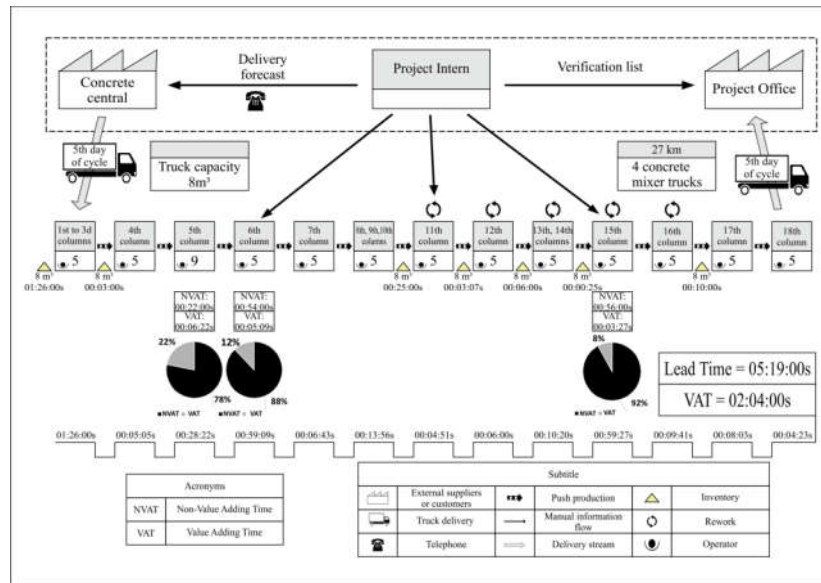 Concrete
central
Delivery
forecast
Project Intern
Verification list
Project Office
5th day
of cycle
Truck capacity
8m³
27 km
4 concrete
mixer trucks
5th day
of cycle
1st to 3d
columns
5
4th
column
5
5th
column
9
6th
column
5
7th
column
5
8th, 9th, 10th
columns
5
11th
column
5
12th
column
5
13th, 14th
columns
5
15th
column
5
16th
column
5
17th
column
5
18th
column
5
8 m³
01:26:00s
8 m³
00:03:00s
8 m³
00:25:00s
8 m³
00:03:07s
8 m³
00:06:00s
8 m³
00:00:25s
8 m³
00:10:00s
NVAT:
00:22:00s
VAT:
00:06:22s
NVAT:
00:54:00s
VAT:
00:05:09s
NVAT:
00:56:00s
VAT:
00:03:27s
22%
78%
NVAT VAT
12%
88%
NVAT VAT
8%
92%
NVAT VAT
Lead Time = 05:19:00s
VAT = 02:04:00s
01:26:00s 00:05:05s 00:28:22s 00:59:09s 00:06:43s 00:13:56s 00:04:51s 00:06:00s 00:10:20s 00:59:27s 00:09:41s 00:08:03s 00:04:23s
Acronyms
NVAT Non-Value Adding Time
VAT Value Adding Time
Subtitle
External suppliers
or customers
Push production
Inventory
Truck delivery
Manual information
flow
Rework
Telephone
Delivery stream
Operator